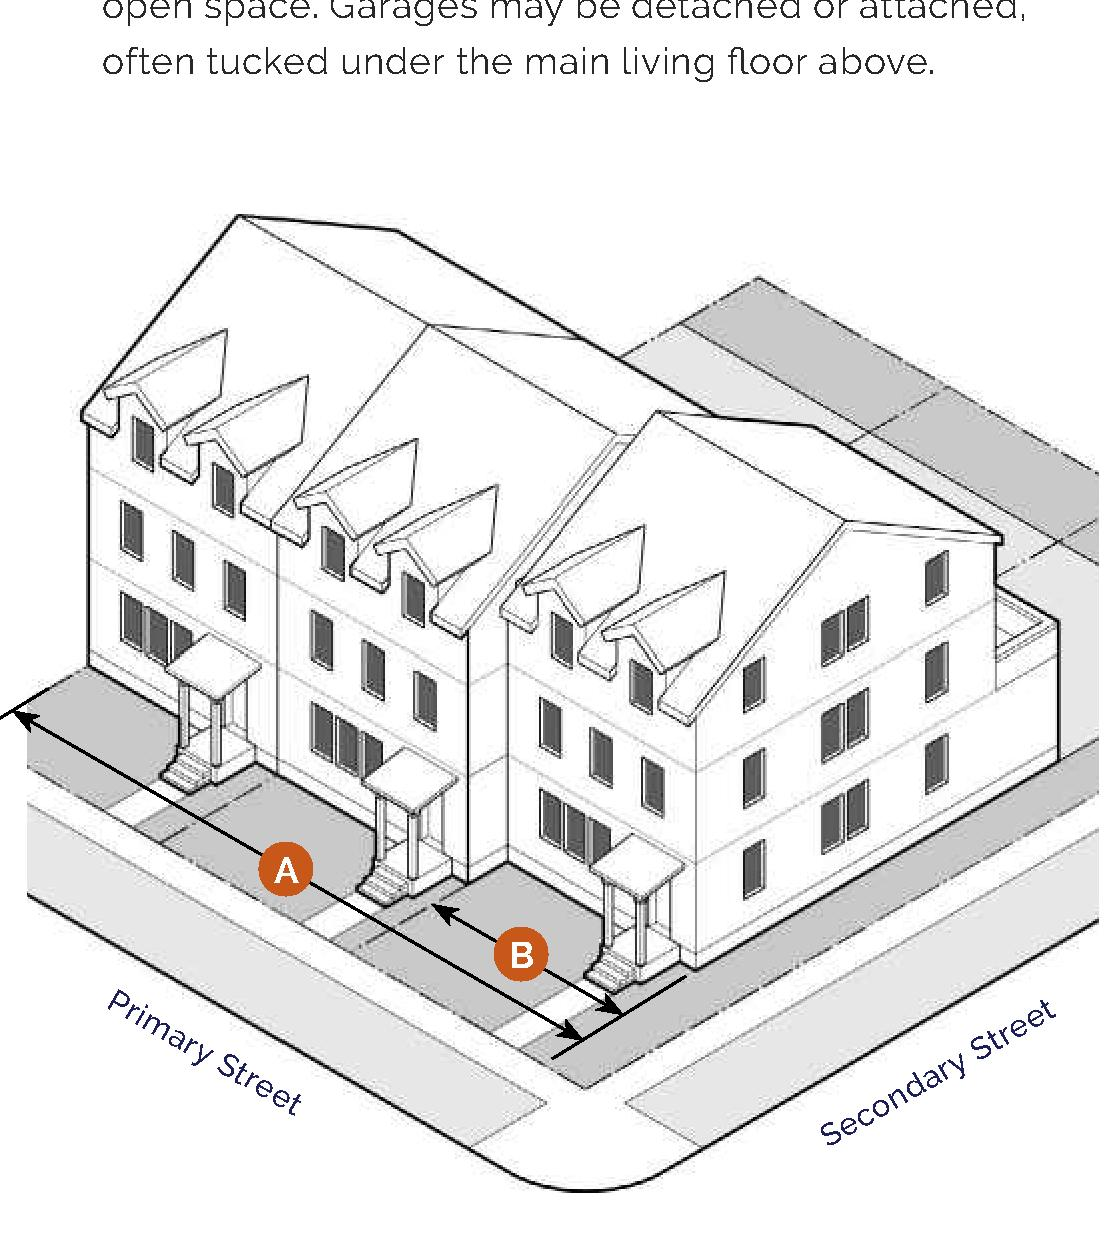 open space. Garages may be detached or attached,
often tucked under the main living floor above.
A
B
Primary Street
Secondary Street